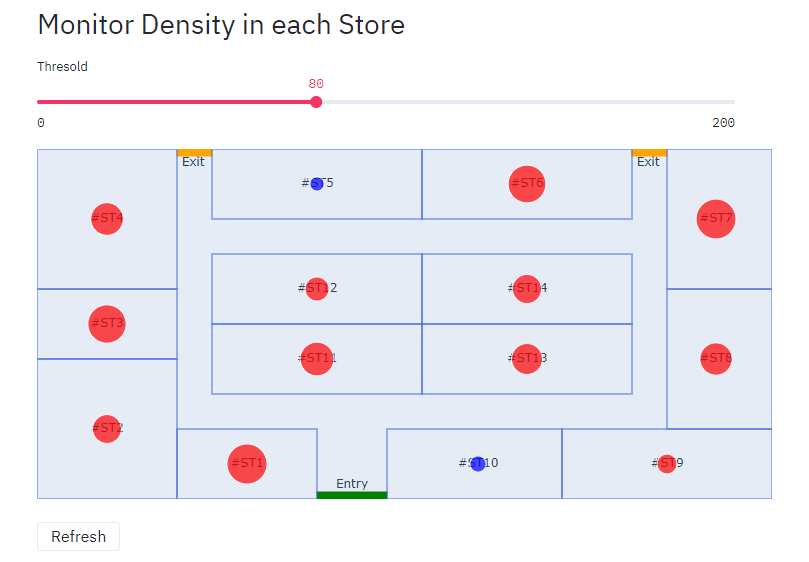 Monitor Density in each Store
Thresold
80
0 200
Exit Exit
#ST5 #ST6
#ST4 #ST7
#ST12 #ST14
#ST3
#ST11 #ST13 #ST8
#ST2
#ST1 #ST10 #ST9
Entry
Refresh